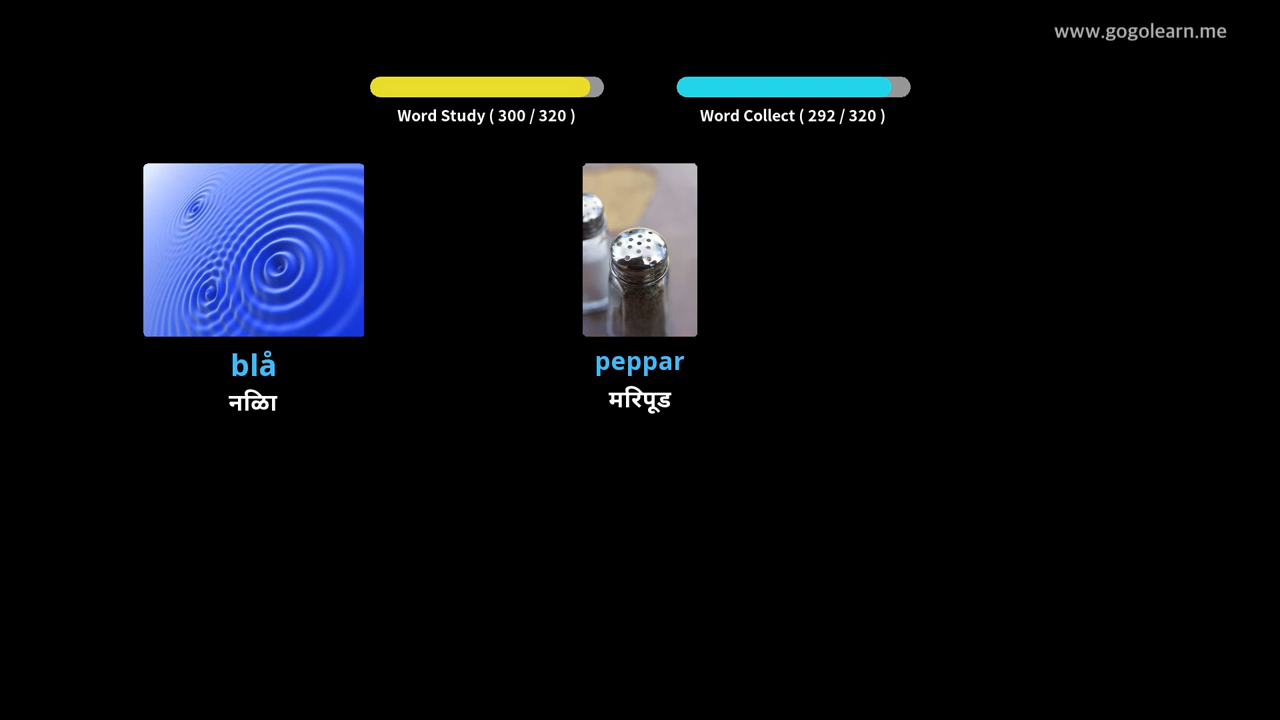 www.gogolearn.me
Word Study ( 300 / 320 )
Word Collect ( 292 / 320 )
blå
नळिा
peppar
मरिपूड